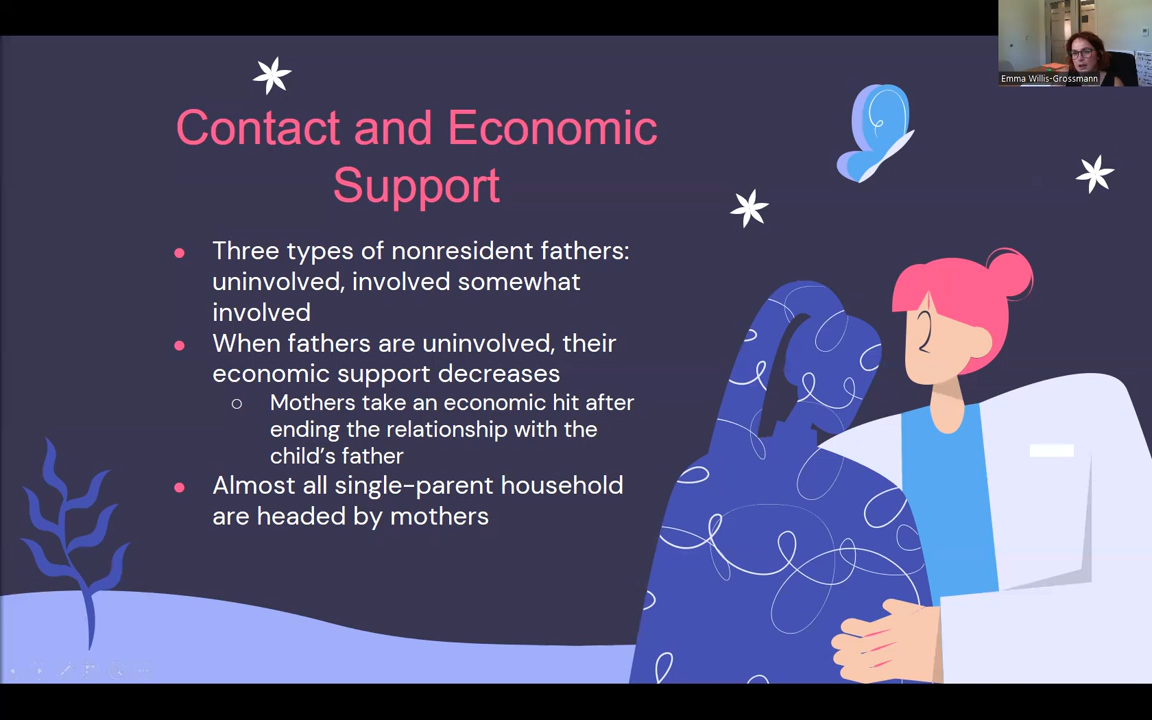 Emma Willis-Grossmann
Contact and Economic
Support
● Three types of nonresident fathers:
uninvolved, involved somewhat
involved
● When fathers are uninvolved, their
economic support decreases
○ Mothers take an economic hit after
ending the relationship with the
child's father
● Almost all single-parent household
are headed by mothers